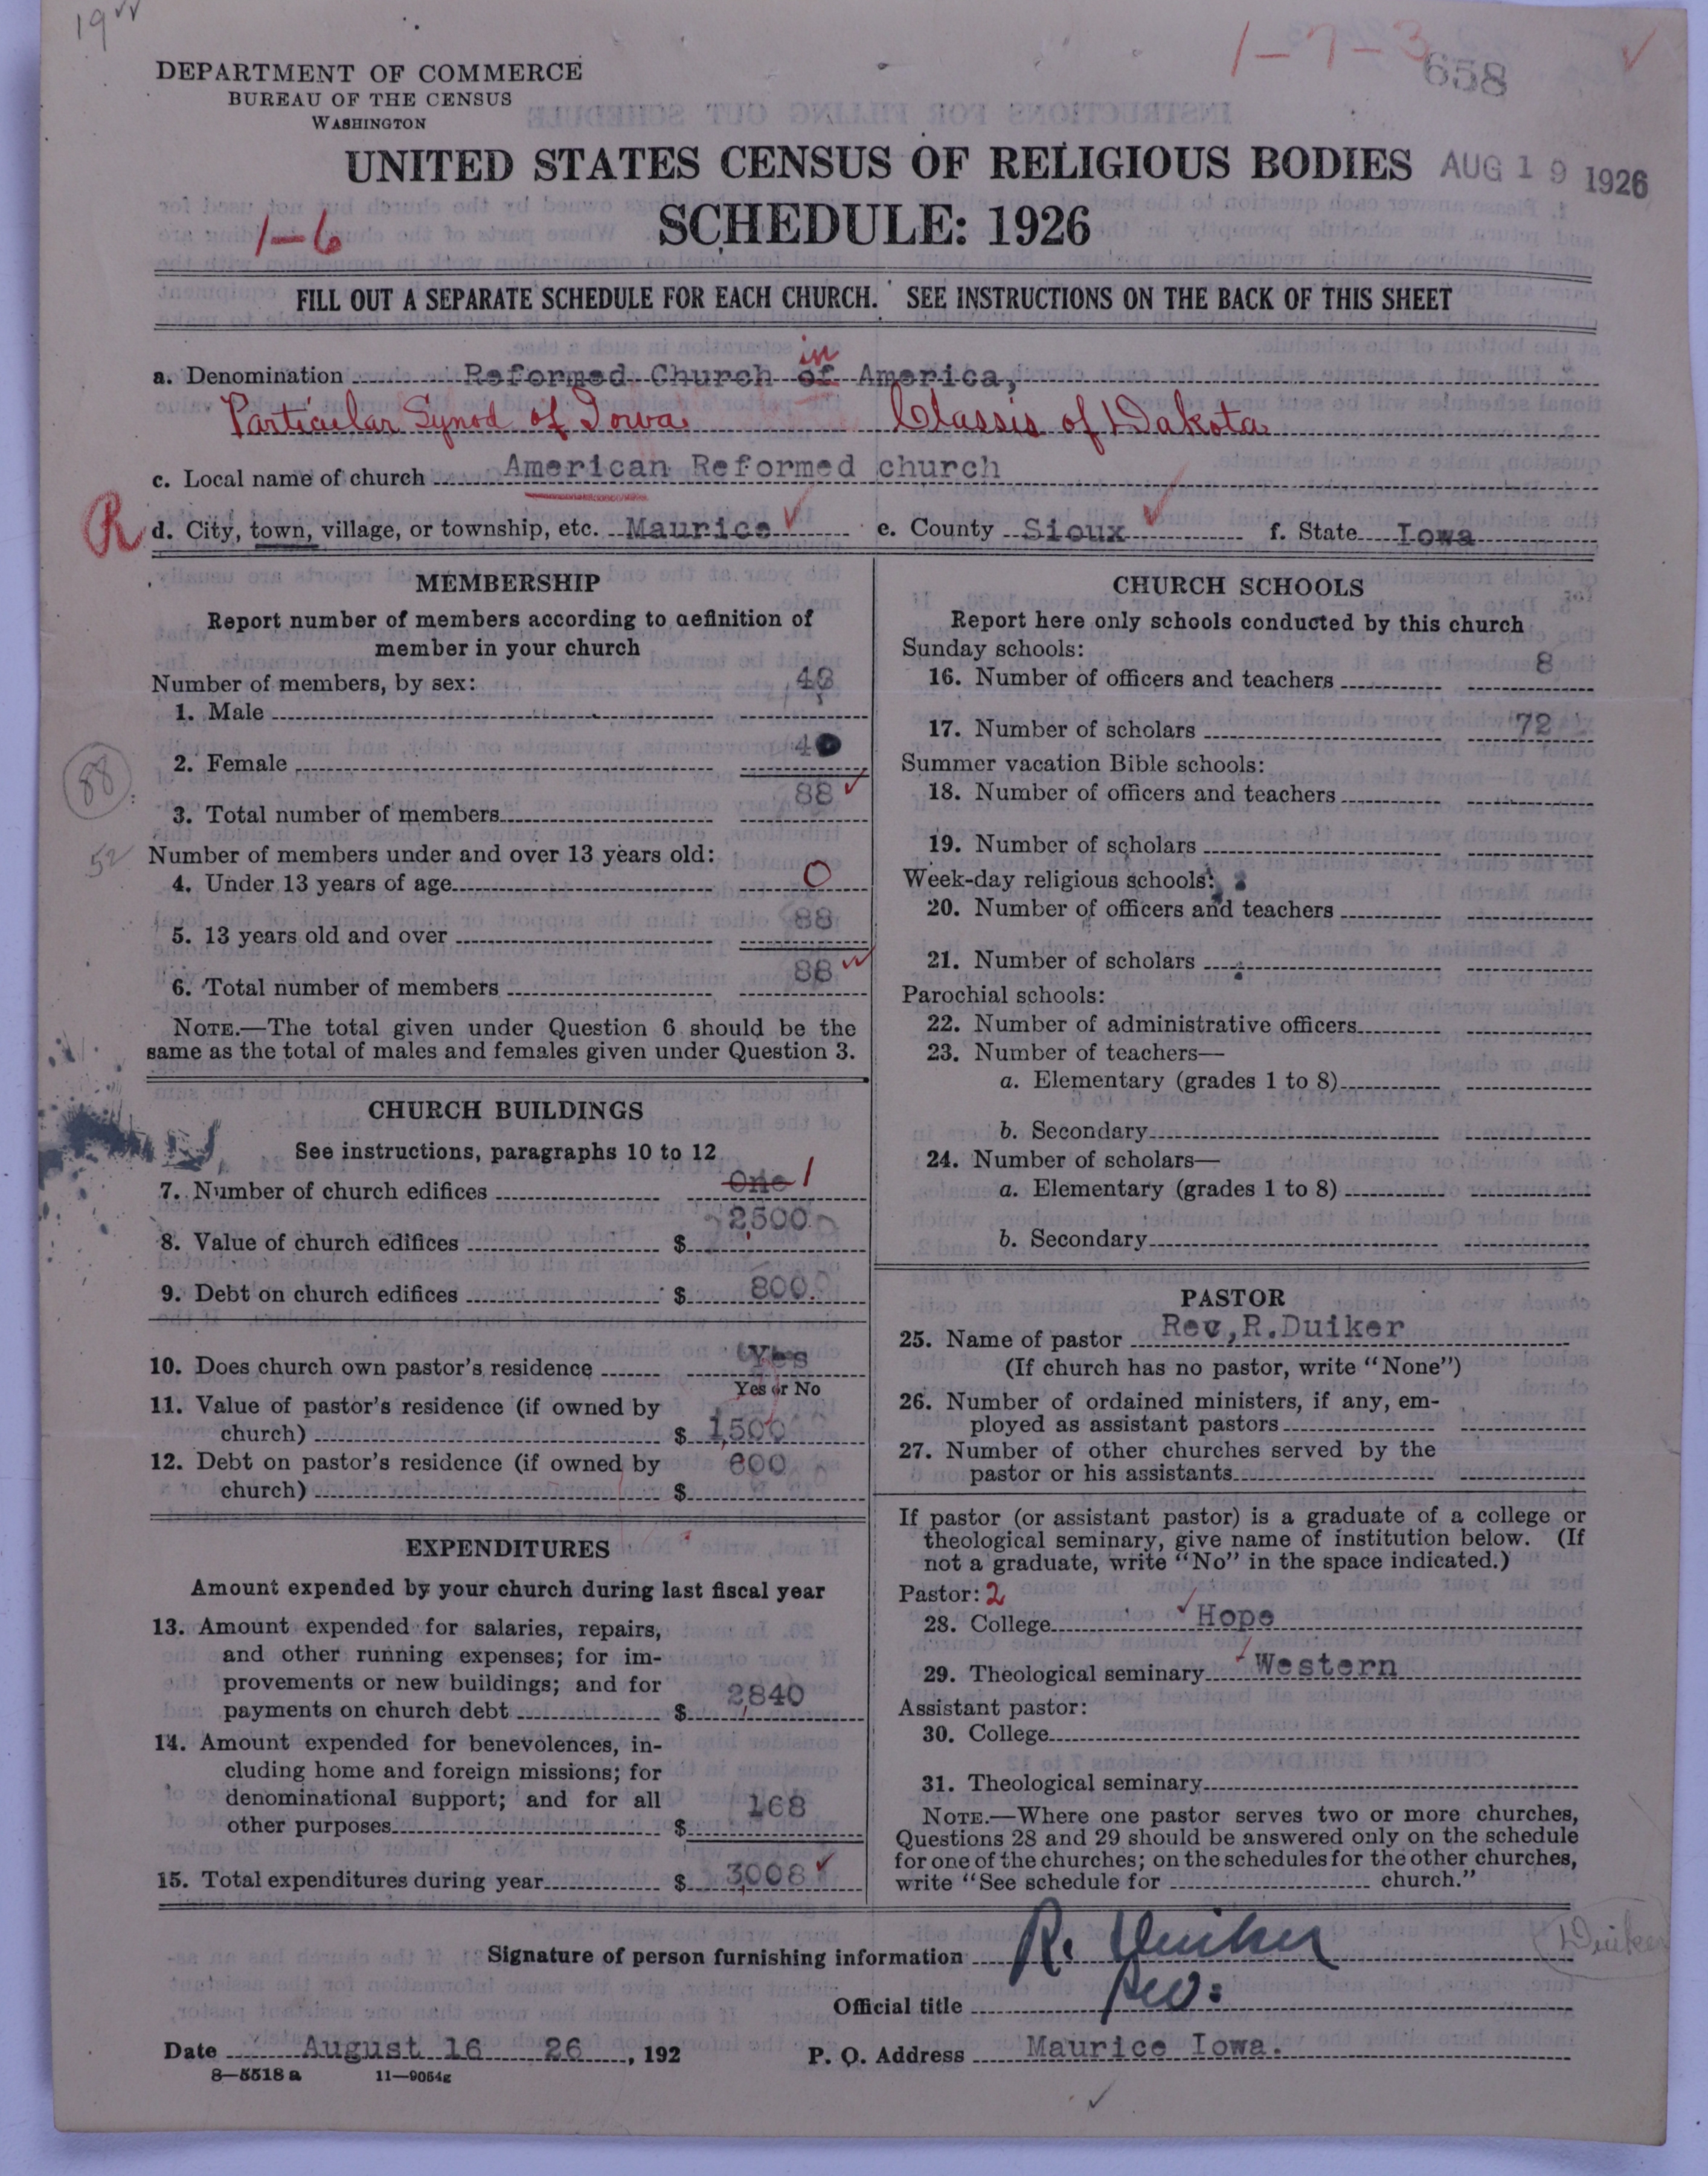 19
1-7-3
658
DEPARTMENT OF COMMERCE
BUREAU OF THE CENSUS
WASHINGTON
UNITED STATES CENSUS OF RELIGIOUS BODIES AUG 19 1926
1-6
SCHEDULE: 1926
FILL OUT A SEPARATE SCHEDULE FOR EACH CHURCH. SEE INSTRUCTIONS ON THE BACK OF THIS SHEET
in
a. Denomination Reformed Church of America,
Particular Synod of Iowa Classis of Dakota
c. Local name of church American Reformed church
R d. City, town, village, or township, etc. Maurice e. County Sioux f. State Iowa
MEMBERSHIP
Report number of members according to definition of
member in your church
Number of members, by sex:
1. Male 48
2. Female 40
88
3. Total number of members 88
52 Number of members under and over 13 years old:
4. Under 13 years of age 0
5. 13 years old and over 88
6. Total number of members 88
NOTE.—The total given under Question 6 should be the
same as the total of males and females given under Question 3.
CHURCH BUILDINGS
See instructions, paragraphs 10 to 12
7. Number of church edifices One 1
8. Value of church edifices $ 2500
9. Debt on church edifices $ 800.
10. Does church own pastor's residence Yes
Yes or No
11. Value of pastor's residence (if owned by
church) $ 1500
12. Debt on pastor's residence (if owned by
church) $ 600
EXPENDITURES
Amount expended by your church during last fiscal year
13. Amount expended for salaries, repairs,
and other running expenses; for im-
provements or new buildings; and for
payments on church debt $ 2840
14. Amount expended for benevolences, in-
cluding home and foreign missions; for
denominational support; and for all
other purposes $ 168
15. Total expenditures during year $ 3008
CHURCH SCHOOLS
Report here only schools conducted by this church
Sunday schools:
16. Number of officers and teachers 8
17. Number of scholars 72
Summer vacation Bible schools:
18. Number of officers and teachers
19. Number of scholars
Week-day religious schools:
20. Number of officers and teachers
21. Number of scholars
Parochial schools:
22. Number of administrative officers
23. Number of teachers—
a. Elementary (grades 1 to 8)
b. Secondary
24. Number of scholars—
a. Elementary (grades 1 to 8)
b. Secondary
PASTOR
25. Name of pastor Rev, R.Duiker
(If church has no pastor, write "None")
26. Number of ordained ministers, if any, em-
ployed as assistant pastors
27. Number of other churches served by the
pastor or his assistants
If pastor (or assistant pastor) is a graduate of a college or
theological seminary, give name of institution below. (If
not a graduate, write "No" in the space indicated.)
Pastor: 2
28. College Hope
29. Theological seminary Western
Assistant pastor:
30. College
31. Theological seminary
NOTE.—Where one pastor serves two or more churches,
Questions 28 and 29 should be answered only on the schedule
for one of the churches; on the schedules for the other churches,
write "See schedule for church."
Signature of person furnishing information R. Duiker Duiker
Official title Rev.
Date August 16 26, 192 P. O. Address Maurice Iowa.
8—5518 a 11—9054g